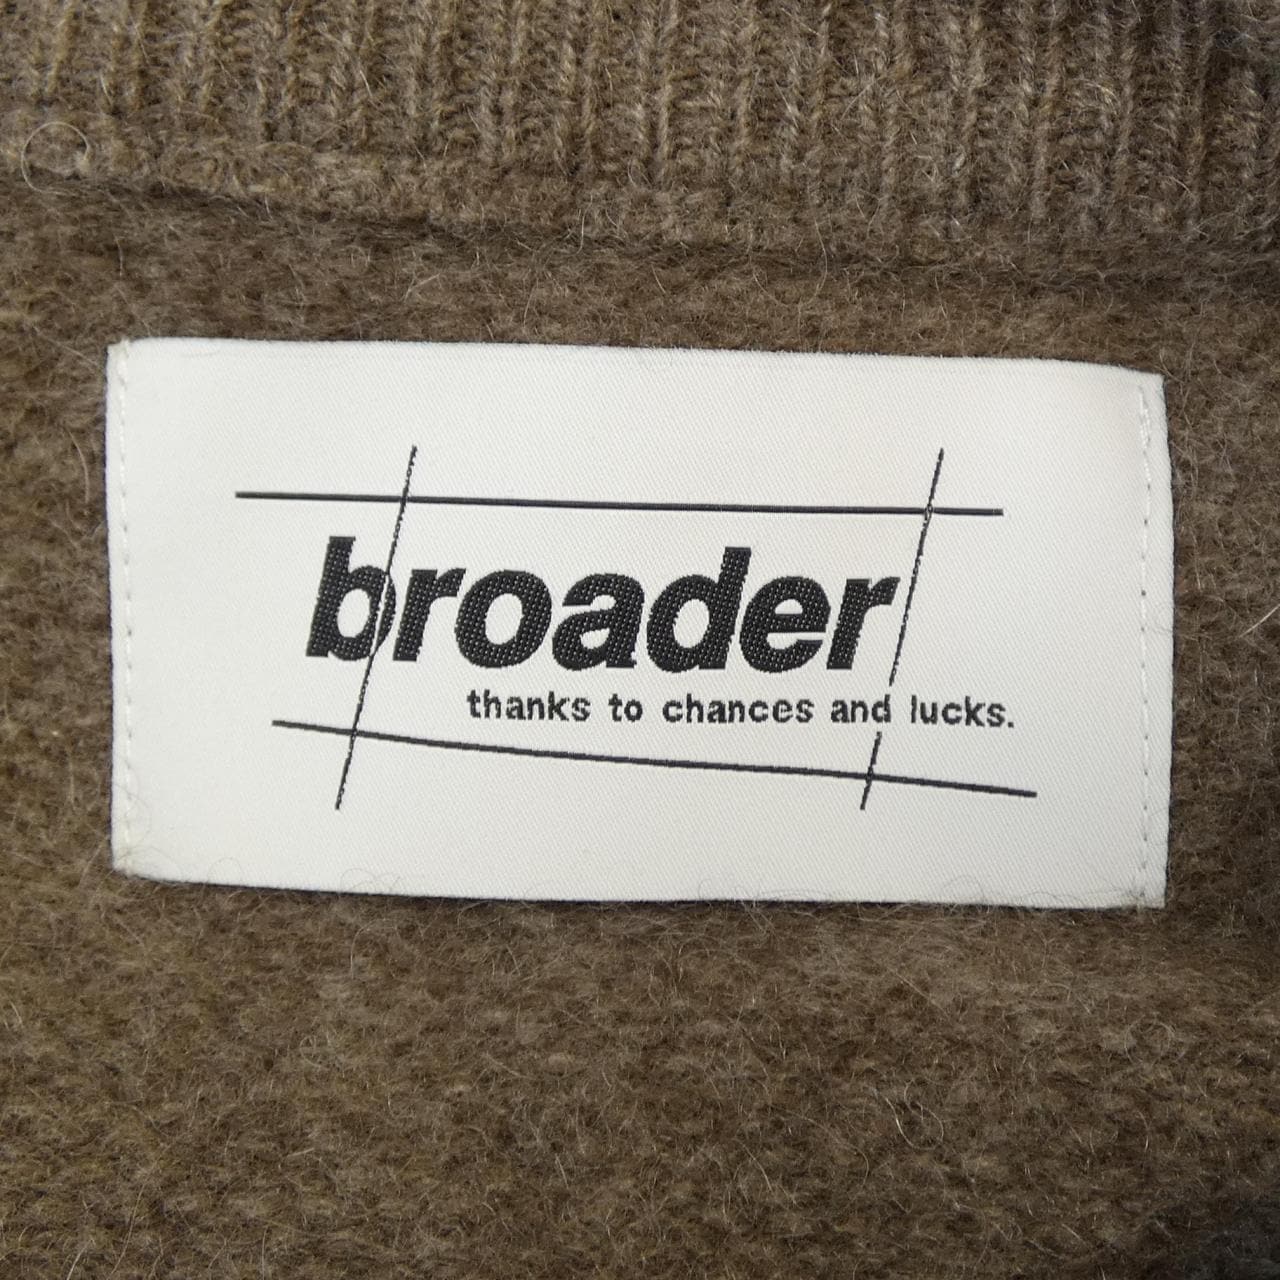 broader
thanks to chances and lucks.